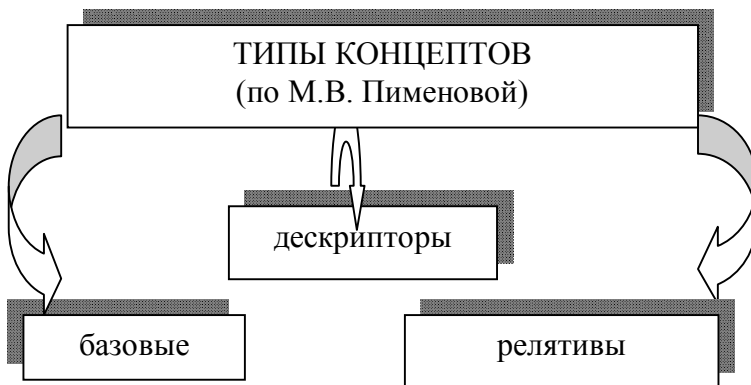 ТИПЫ КОНЦЕПТОВ
(по М.В. Пименовой)
дескрипторы
базовые
релятивы